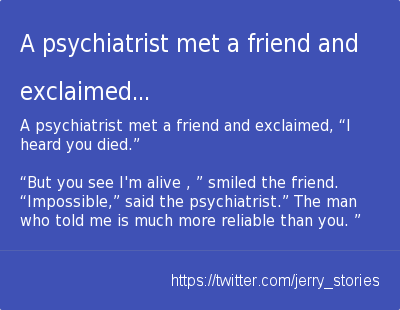 A psychiatrist met a friend and
exclaimed...
A psychiatrist met a friend and exclaimed, “I
heard you died.”
“But you see I'm alive , ” smiled the friend.
“Impossible,” said the psychiatrist.” The man
who told me is much more reliable than you. ”
https://twitter.com/jerry_stories